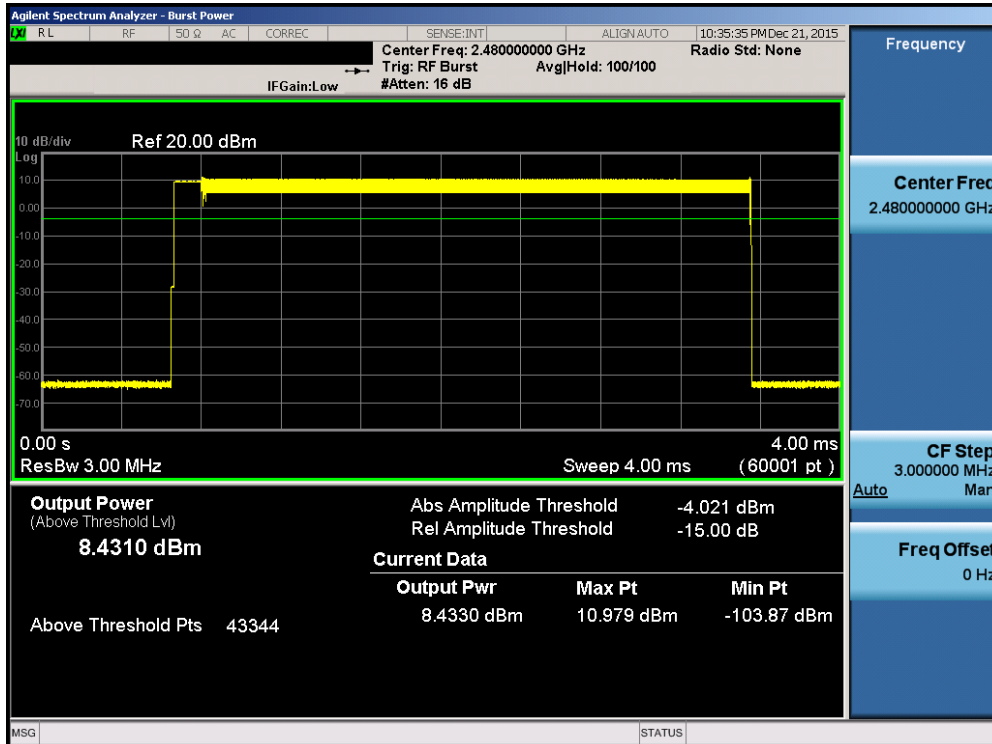 Agilent Spectrum Analyzer - Burst Power
LXI RL RF 50 Ω AC CORREC SENSE:INT ALIGN AUTO 10:35:35 PM Dec 21, 2015
Center Freq: 2.480000000 GHz Radio Std: None
Trig: RF Burst Avg|Hold: 100/100
IFGain:Low #Atten: 16 dB
10 dB/div Ref 20.00 dBm
Log
10.0
0.00
-10.0
-20.0
-30.0
-40.0
-50.0
-60.0
-70.0
0.00 s 4.00 ms
ResBw 3.00 MHz Sweep 4.00 ms (60001 pt)
Output Power
(Above Threshold Lvl)
8.4310 dBm
Above Threshold Pts 43344
Abs Amplitude Threshold -4.021 dBm
Rel Amplitude Threshold -15.00 dB
Current Data
Output Pwr Max Pt Min Pt
8.4330 dBm 10.979 dBm -103.87 dBm
Frequency
Center Freq
2.480000000 GHz
CF Step
3.000000 MHz
Auto Man
Freq Offset
0 Hz
MSG STATUS